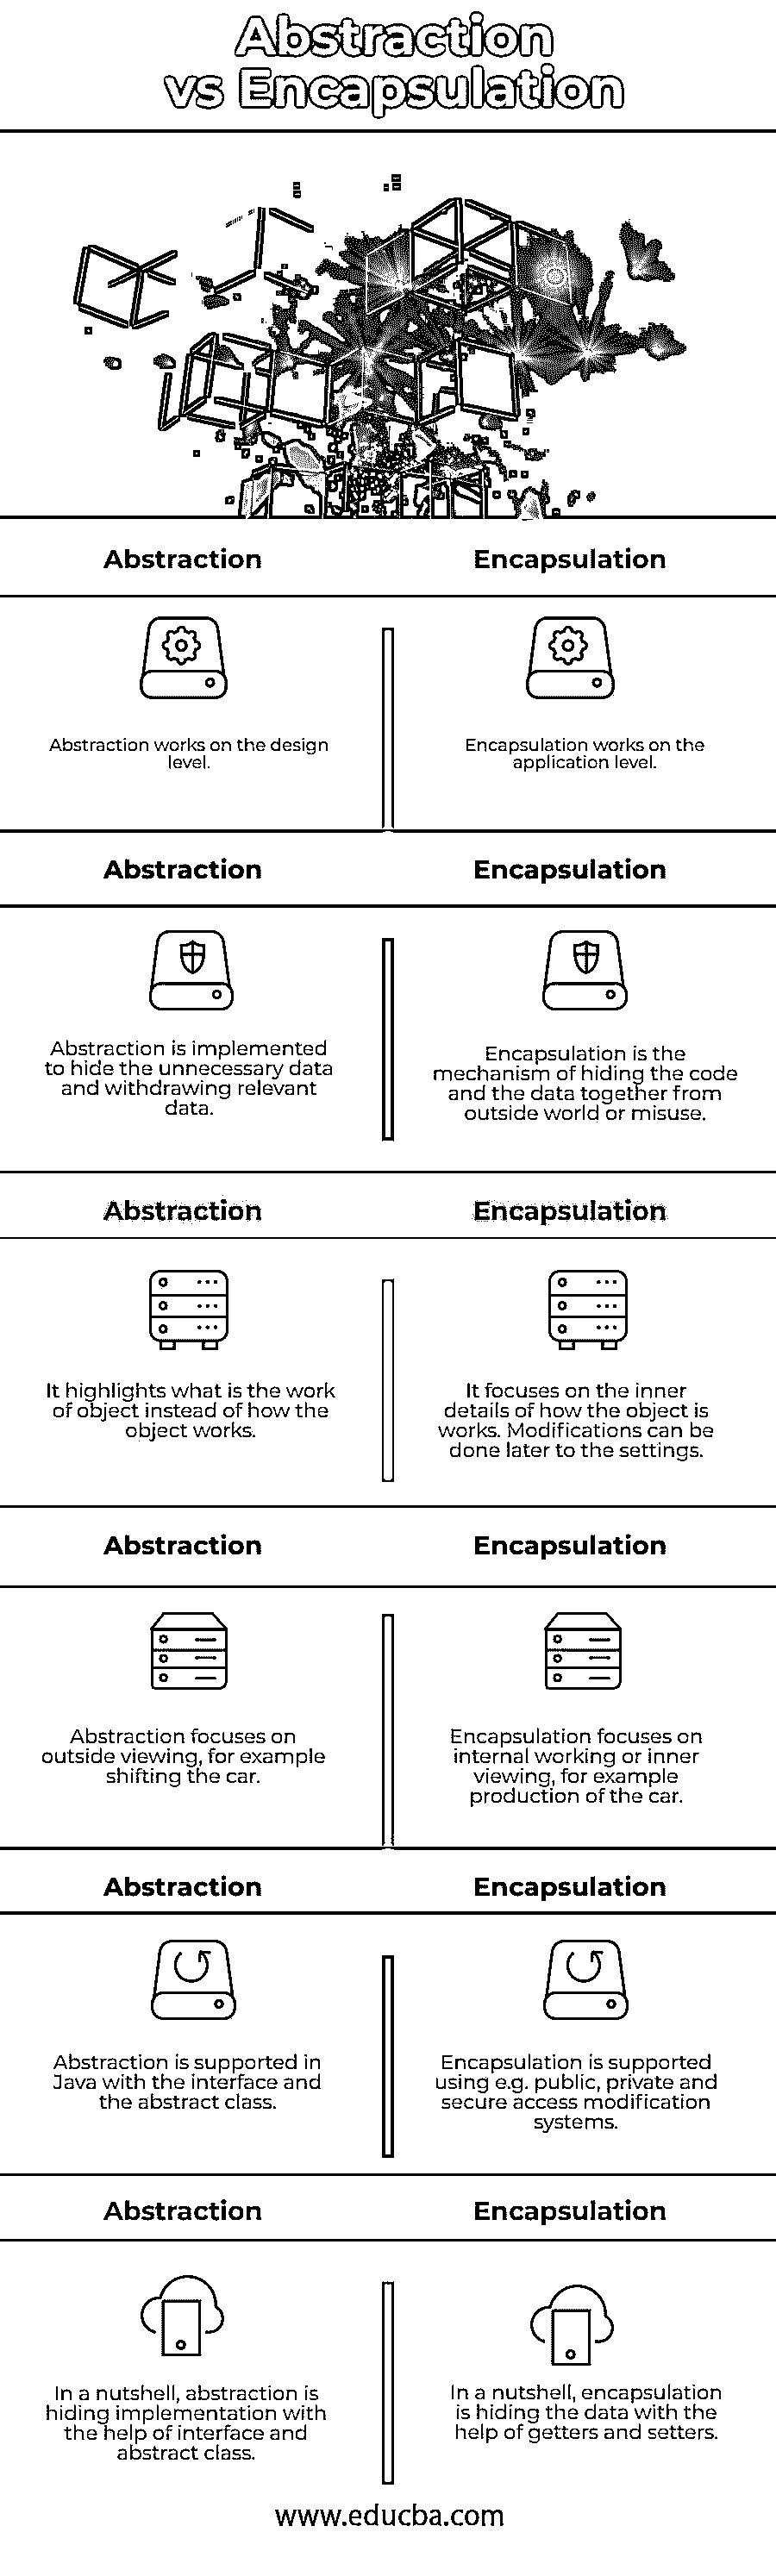 Abstraction
vs Encapsulation
Abstraction
Encapsulation
Abstraction works on the design
level.
Encapsulation works on the
application level.
Abstraction
Encapsulation
Abstraction is implemented
to hide the unnecessary data
and withdrawing relevant
data.
Encapsulation is the
mechanism of hiding the code
and the data together from
outside world or misuse.
Abstraction
Encapsulation
It highlights what is the work
of object instead of how the
object works.
It focuses on the inner
details of how the object is
works. Modifications can be
done later to the settings.
Abstraction
Encapsulation
Abstraction focuses on
outside viewing, for example
shifting the car.
Encapsulation focuses on
internal working or inner
viewing, for example
production of the car.
Abstraction
Encapsulation
Abstraction is supported in
Java with the interface and
the abstract class.
Encapsulation is supported
using e.g. public, private and
secure access modification
systems.
Abstraction
Encapsulation
In a nutshell, abstraction is
hiding implementation with
the help of interface and
abstract class.
In a nutshell, encapsulation
is hiding the data with the
help of getters and setters.
www.educba.com